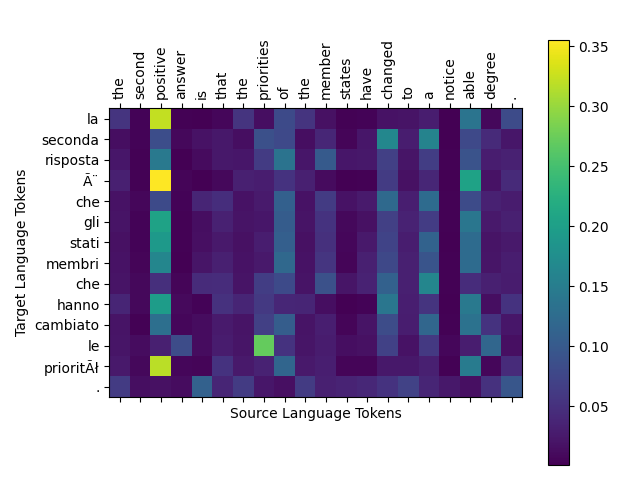 the second positive answer is that the priorities of the member states have changed to a notice able degree .
la
seconda
risposta
Ã¨
che
gli
stati
membri
che
hanno
cambiato
le
prioritÃł
.
Target Language Tokens
Source Language Tokens
0.35
0.30
0.25
0.20
0.15
0.10
0.05